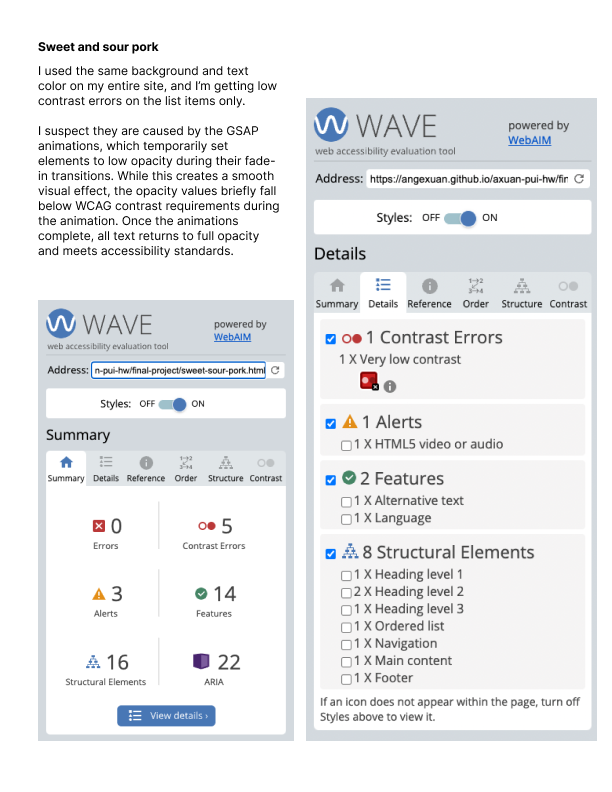 Sweet and sour pork
I used the same background and text
color on my entire site, and I'm getting low
contrast errors on the list items only.
I suspect they are caused by the GSAP
animations, which temporarily set
elements to low opacity during their fade-
in transitions. While this creates a smooth
visual effect, the opacity values briefly fall
below WCAG contrast requirements during
the animation. Once the animations
complete, all text returns to full opacity
and meets accessibility standards.
WAVE
web accessibility evaluation tool
powered by
WebAIM
Address: n-pui-hw/final-project/sweet-sour-pork.html
Styles: OFF ON
Summary
Summary Details Reference Order Structure Contrast
0
Errors
5
Contrast Errors
3
Alerts
14
Features
16
Structural Elements
22
ARIA
View details ›
WAVE
web accessibility evaluation tool
powered by
WebAIM
Address: https://angexuan.github.io/axuan-pui-hw/fin
Styles: OFF ON
Details
Summary Details Reference Order Structure Contrast
1 Contrast Errors
1 X Very low contrast
1 Alerts
1 X HTML5 video or audio
2 Features
1 X Alternative text
1 X Language
8 Structural Elements
1 X Heading level 1
2 X Heading level 2
1 X Heading level 3
1 X Ordered list
1 X Navigation
1 X Main content
1 X Footer
If an icon does not appear within the page, turn off
Styles above to view it.